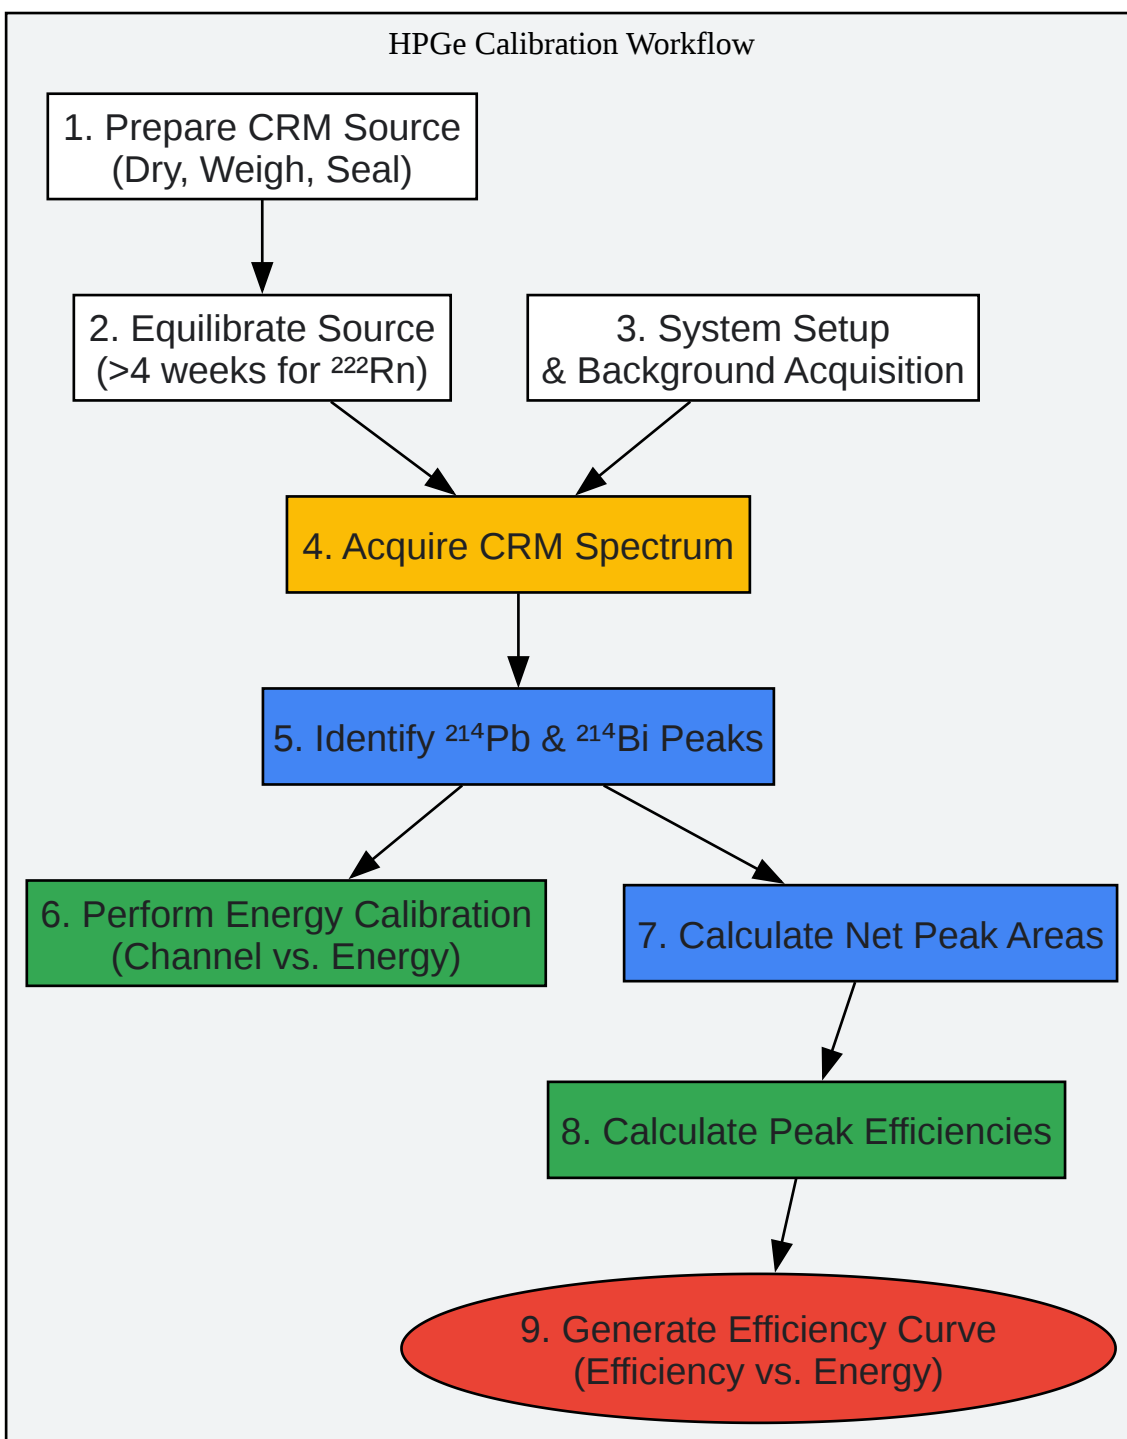 HPGe Calibration Workflow
1. Prepare CRM Source
(Dry, Weigh, Seal)
2. Equilibrate Source
(>4 weeks for ²²²Rn)
3. System Setup
& Background Acquisition
4. Acquire CRM Spectrum
5. Identify ²¹⁴Pb & ²¹⁴Bi Peaks
6. Perform Energy Calibration
(Channel vs. Energy)
7. Calculate Net Peak Areas
8. Calculate Peak Efficiencies
9. Generate Efficiency Curve
(Efficiency vs. Energy)